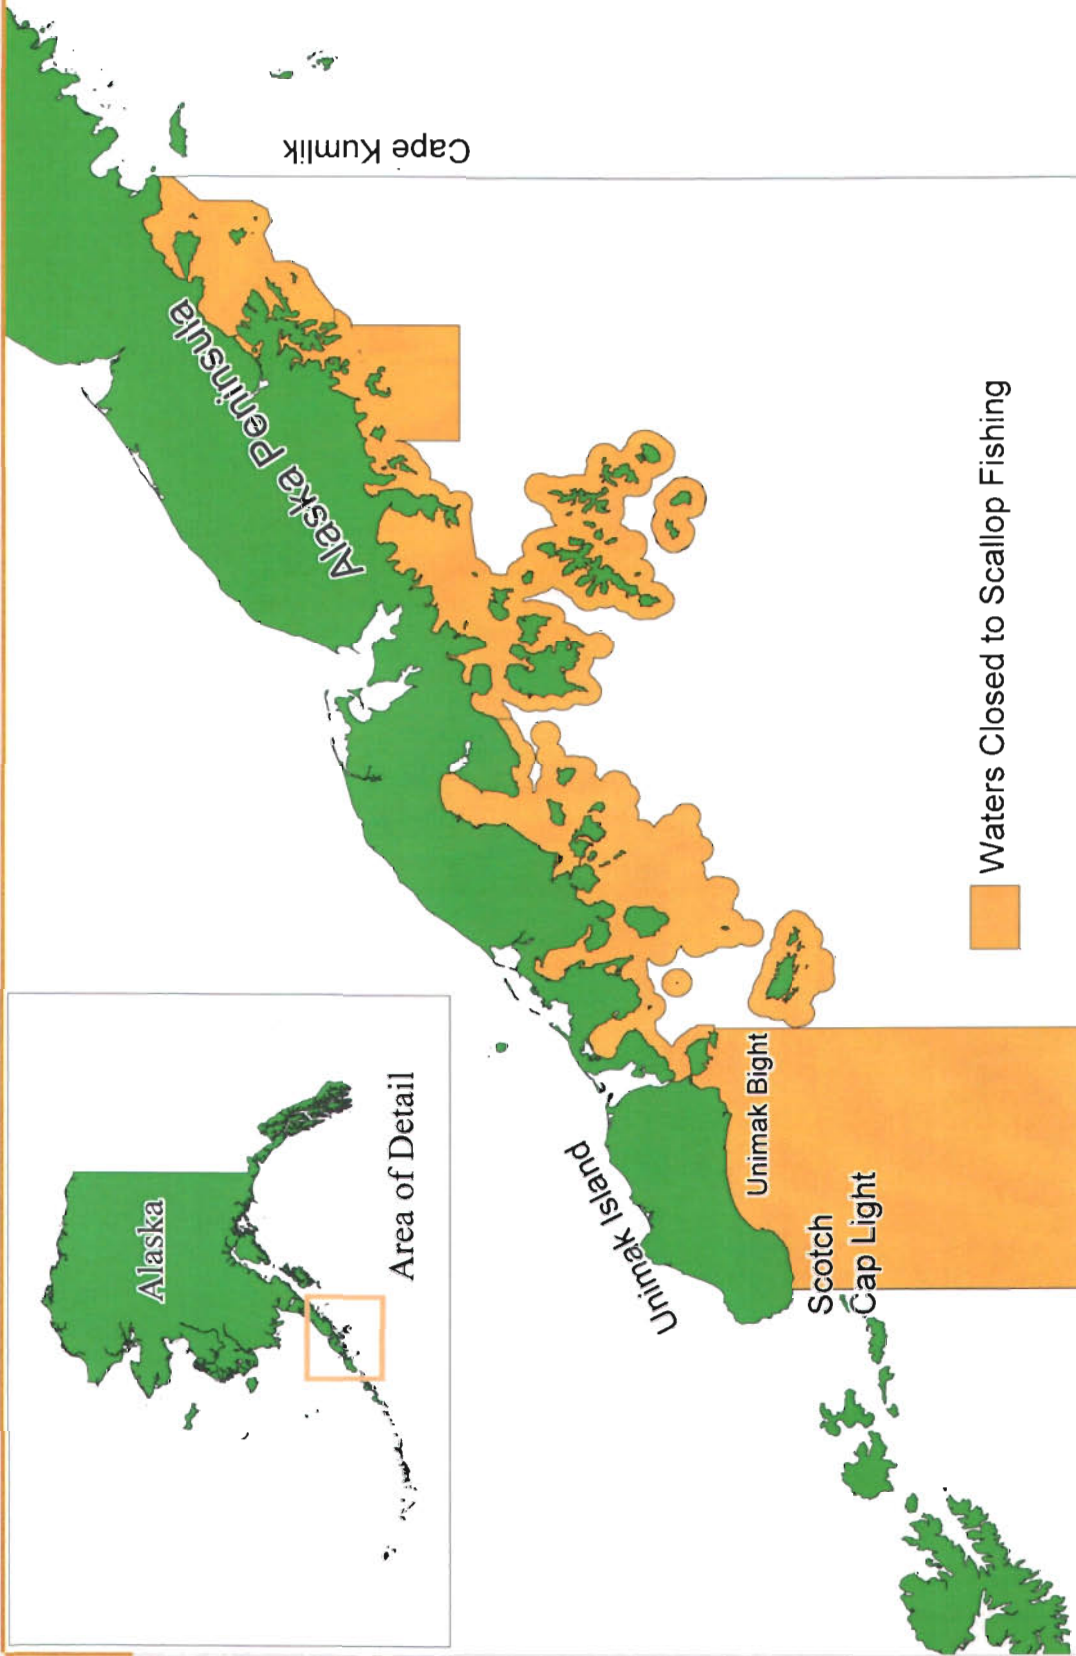 Alaska
Area of Detail
Cape Kumlik
Alaska Peninsula
Unimak Island
Unimak Bight
Scotch
Cap Light
Waters Closed to Scallop Fishing